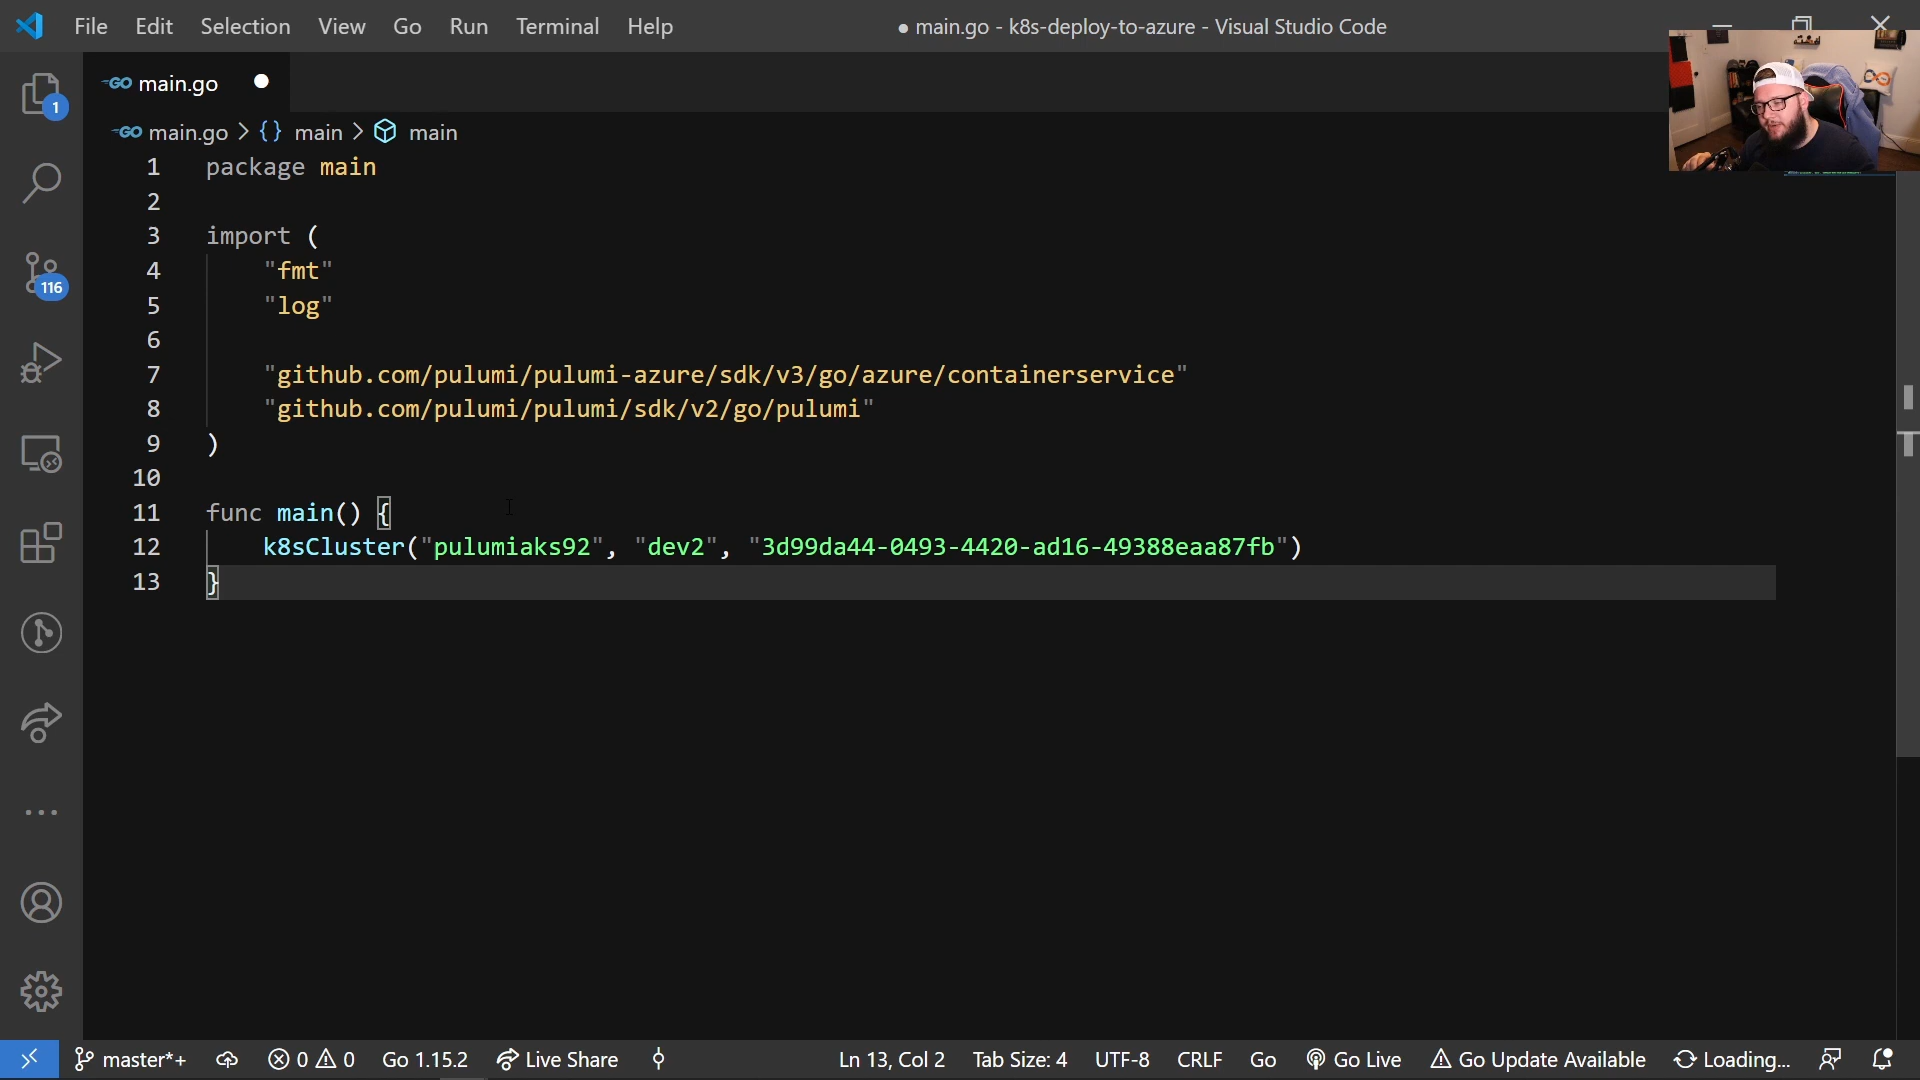 File Edit Selection View Go Run Terminal Help ● main.go - k8s-deploy-to-azure - Visual Studio Code
GO main.go
GO main.go > {} main > main
1 package main
2
3 import (
4 "fmt"
5 "log"
6
7 "github.com/pulumi/pulumi-azure/sdk/v3/go/azure/containerservice"
8 "github.com/pulumi/pulumi/sdk/v2/go/pulumi"
9 )
10
11 func main() {
12 k8sCluster("pulumiaks92", "dev2", "3d99da44-0493-4420-ad16-49388eaa87fb")
13 }
1
116
master*+ 0 0 Go 1.15.2 Live Share Ln 13, Col 2 Tab Size: 4 UTF-8 CRLF Go Go Live Go Update Available Loading...